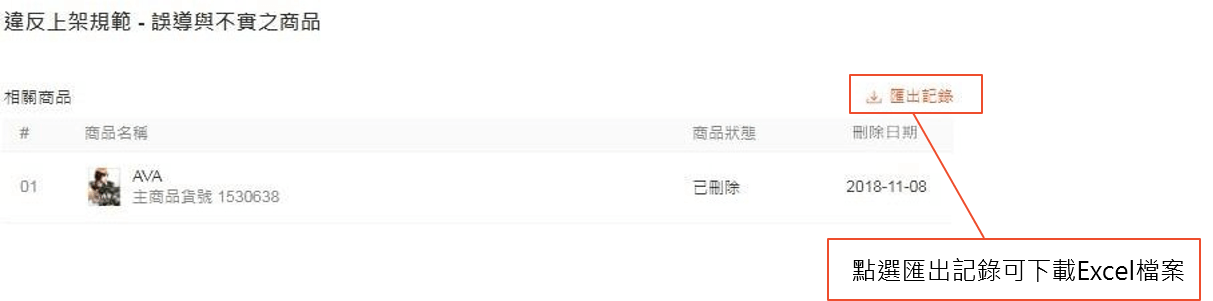 違反上架規範 - 誤導與不實之商品
相關商品
匯出記錄
# 商品名稱 商品狀態 刪除日期
01 AVA 已刪除 2018-11-08
主商品貨號 1530638
點選匯出記錄可下載Excel檔案